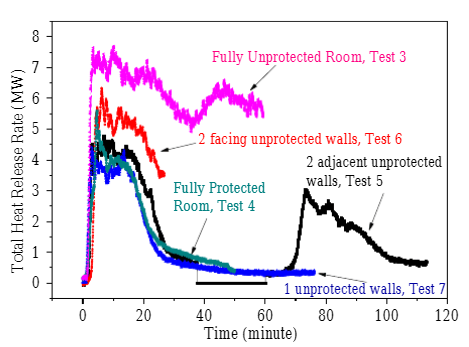 8
7
6
5
4
3
2
1
0
Total Heat Release Rate (MW)
Fully Unprotected Room, Test 3
2 facing unprotected walls, Test 6
2 adjacent unprotected
walls, Test 5
Fully Protected
Room, Test 4
1 unprotected walls, Test 7
0 20 40 60 80 100 120
Time (minute)